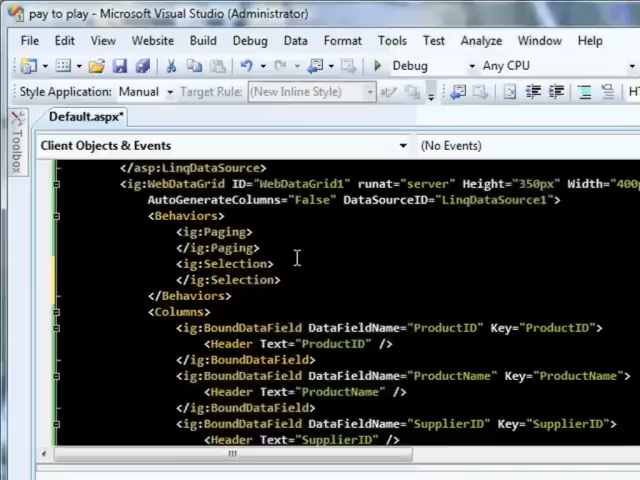 pay to play - Microsoft Visual Studio (Administrator)
File Edit View Website Build Debug Data Format Tools Test Analyze Window Help
Debug Any CPU
Style Application: Manual Target Rule: (New Inline Style)
Default.aspx*
Toolbox
Client Objects & Events (No Events)
</asp:LinqDataSource>
<ig:WebDataGrid ID="WebDataGrid1" runat="server" Height="350px" Width="400p
AutoGenerateColumns="False" DataSourceID="LinqDataSource1">
<Behaviors>
<ig:Paging>
</ig:Paging>
<ig:Selection>
</ig:Selection>
</Behaviors>
<Columns>
<ig:BoundDataField DataFieldName="ProductID" Key="ProductID">
<Header Text="ProductID" />
</ig:BoundDataField>
<ig:BoundDataField DataFieldName="ProductName" Key="ProductName">
<Header Text="ProductName" />
</ig:BoundDataField>
<ig:BoundDataField DataFieldName="SupplierID" Key="SupplierID">
<Header Text="SupplierID" />